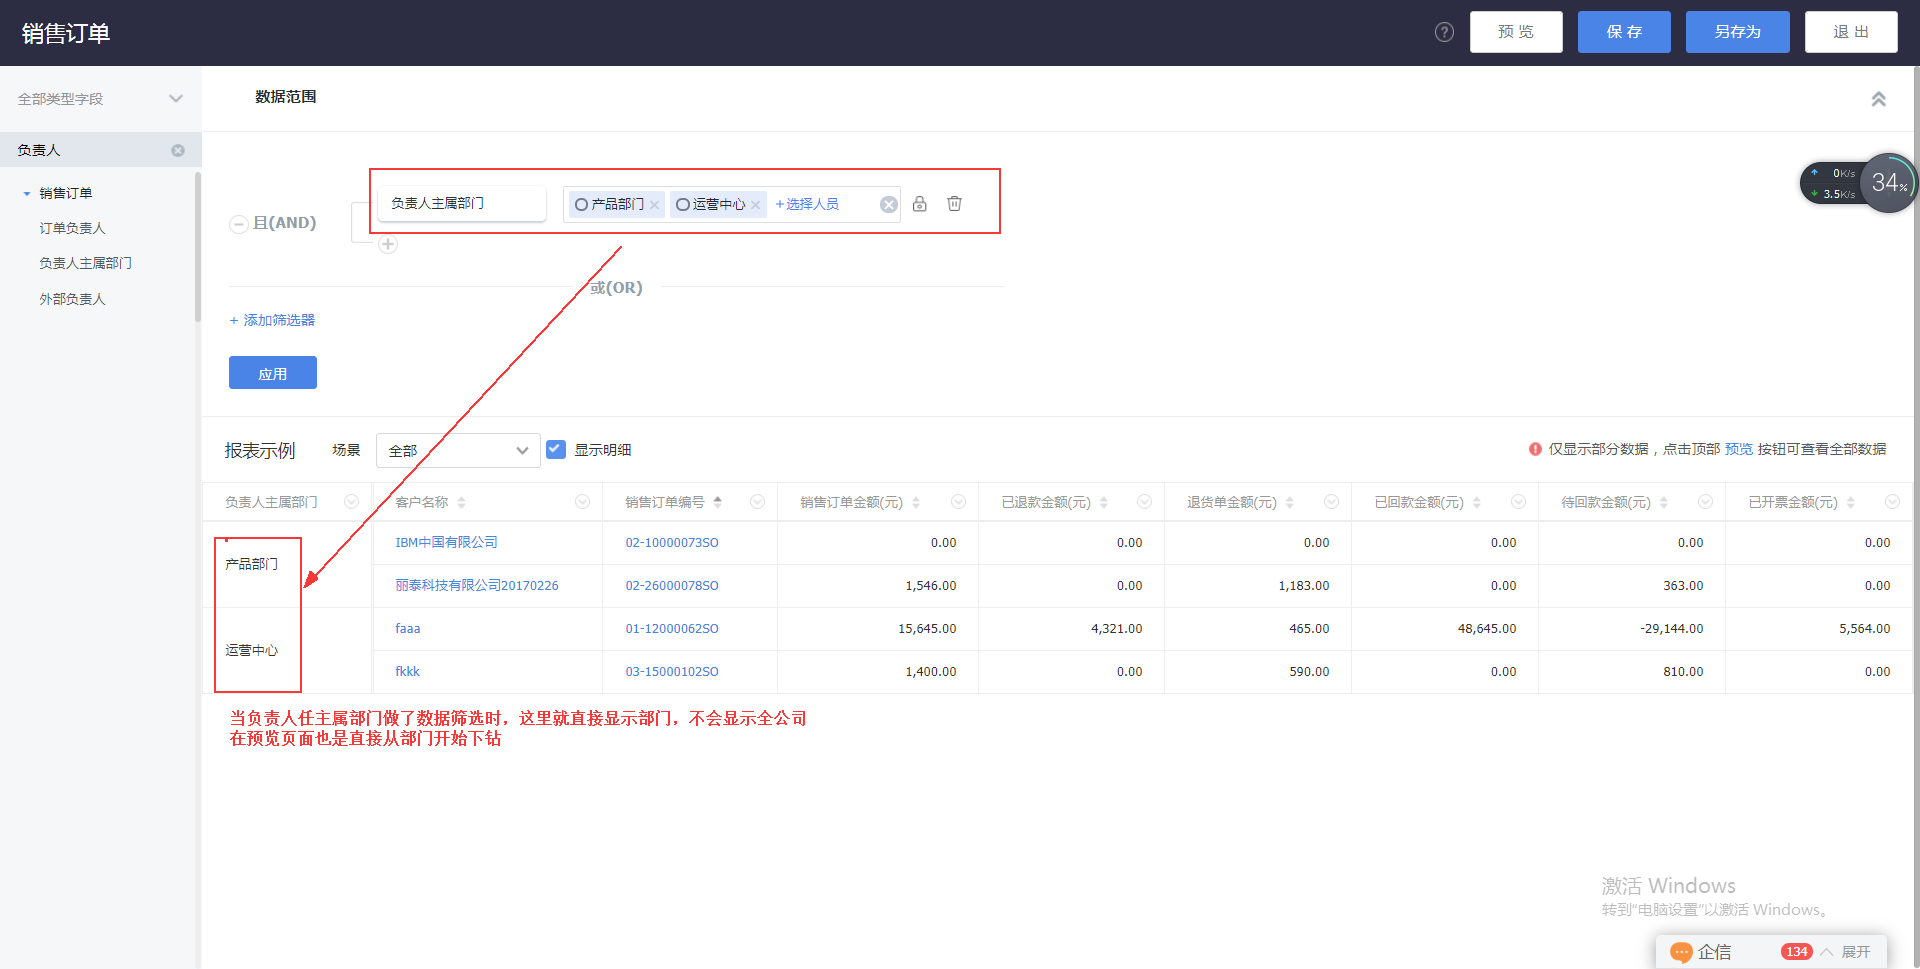 销售订单
?
预 览
保 存
另存为
退 出
全部类型字段
负责人
销售订单
订单负责人
负责人主属部门
外部负责人
数据范围
且(AND)
负责人主属部门
产品部门
运营中心
+选择人员
或(OR)
+ 添加筛选器
应用
0K/s
3.5K/s
34%
报表示例
场景
全部
显示明细
仅显示部分数据，点击顶部 预览 按钮可查看全部数据
负责人主属部门 客户名称 销售订单编号 销售订单金额(元) 已退款金额(元) 退货单金额(元) 已回款金额(元) 待回款金额(元) 已开票金额(元)
产品部门
IBM中国有限公司 02-10000073SO 0.00 0.00 0.00 0.00 0.00 0.00
丽泰科技有限公司20170226 02-26000078SO 1,546.00 0.00 1,183.00 0.00 363.00 0.00
运营中心
faaa 01-12000062SO 15,645.00 4,321.00 465.00 48,645.00 -29,144.00 5,564.00
fkkk 03-15000102SO 1,400.00 0.00 590.00 0.00 810.00 0.00
当负责人任主属部门做了数据筛选时，这里就直接显示部门，不会显示全公司
在预览页面也是直接从部门开始下钻
激活 Windows
转到“电脑设置”以激活 Windows。
企信
134
展开